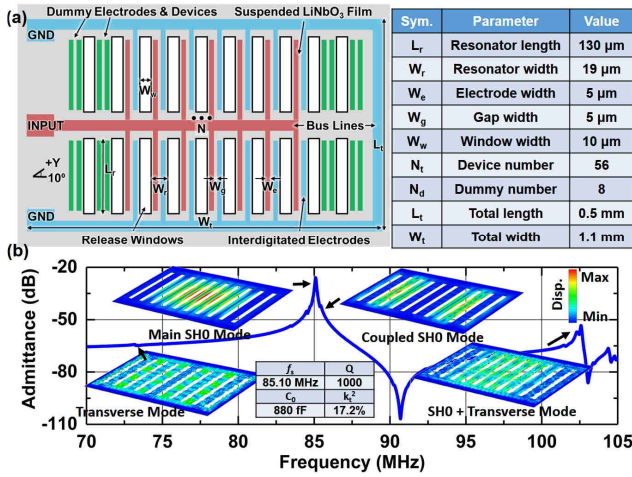 (a) Dummy Electrodes & Devices Suspended LiNbO3 Film
GND
Ww
INPUT
N
Bus Lines
Lt
+Y
10º
Lr
Wr
Wg
We
GND
Wt
Release Windows Interdigitated Electrodes
Sym. Parameter Value
Lr Resonator length 130 µm
Wr Resonator width 19 µm
We Electrode width 5 µm
Wg Gap width 5 µm
Ww Window width 10 µm
Nt Device number 56
Nd Dummy number 8
Lt Total length 0.5 mm
Wt Total width 1.1 mm
(b)
Admittance (dB)
-20
-50
-80
-110
Main SH0 Mode
Coupled SH0 Mode
Disp.
Max
Min
Transverse Mode
SH0 + Transverse Mode
fs Q
85.10 MHz 1000
C0 kt2
880 fF 17.2%
70 75 80 85 90 95 100 105
Frequency (MHz)